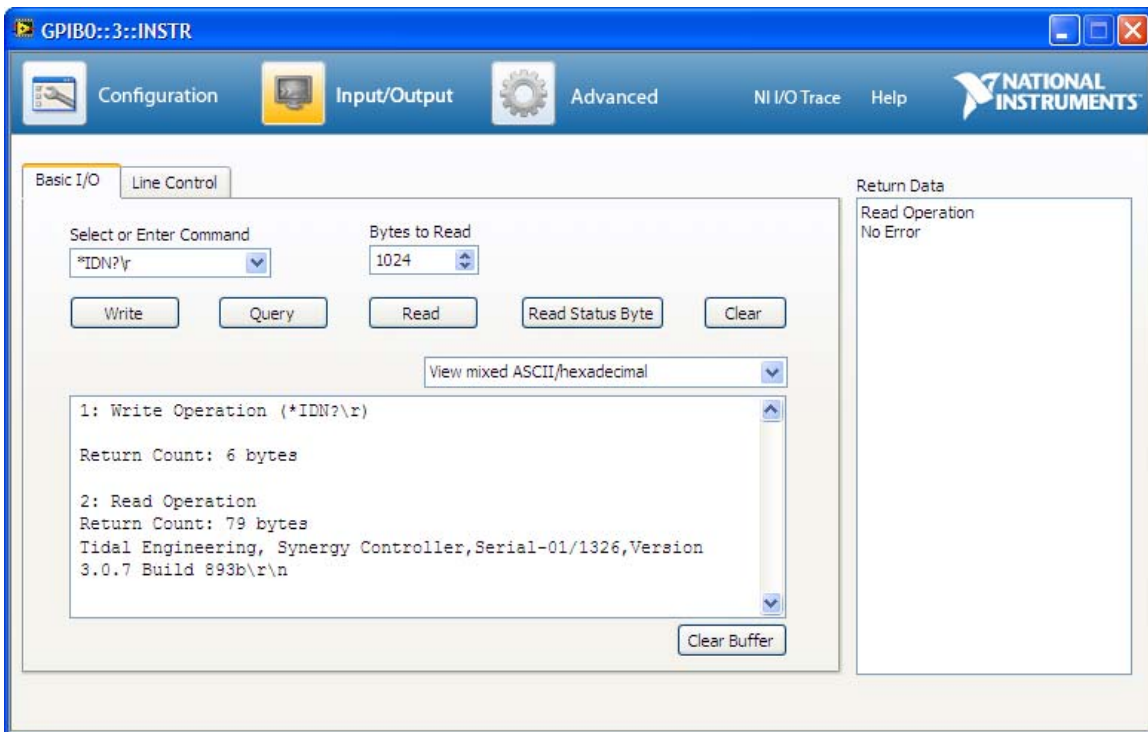 GPIB0::3::INSTR
Configuration
Input/Output
Advanced
NI I/O Trace
Help
NATIONAL
INSTRUMENTS
Basic I/O
Line Control
Select or Enter Command
*IDN?\r
Bytes to Read
1024
Write
Query
Read
Read Status Byte
Clear
View mixed ASCII/hexadecimal
1: Write Operation (*IDN?\r)
Return Count: 6 bytes
2: Read Operation
Return Count: 79 bytes
Tidal Engineering, Synergy Controller,Serial-01/1326,Version
3.0.7 Build 893b\r\n
Clear Buffer
Return Data
Read Operation
No Error